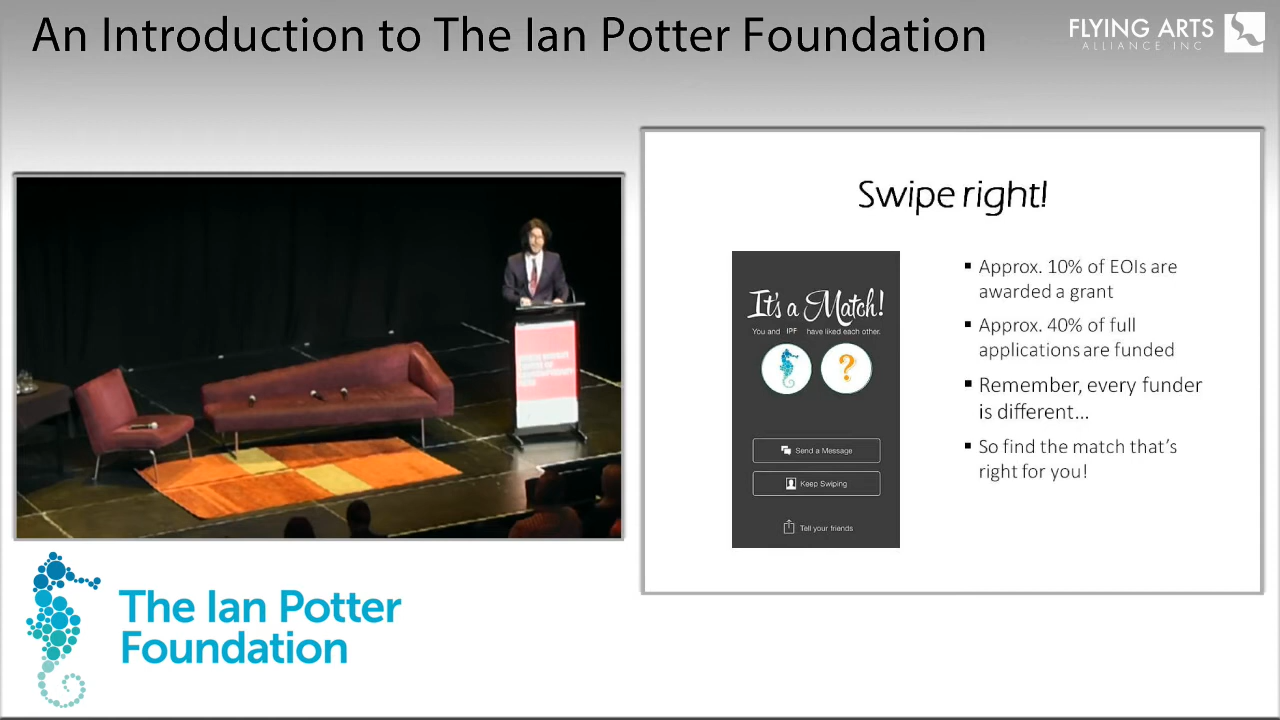 An Introduction to The Ian Potter Foundation
FLYING ARTS
ALLIANCE INC
Swipe right!
It's a Match!
You and IPF have liked each other.
?
Send a Message
Keep Swiping
Tell your friends
▪ Approx. 10% of EOIs are
awarded a grant
▪ Approx. 40% of full
applications are funded
▪ Remember, every funder
is different...
▪ So find the match that's
right for you!
The Ian Potter
Foundation